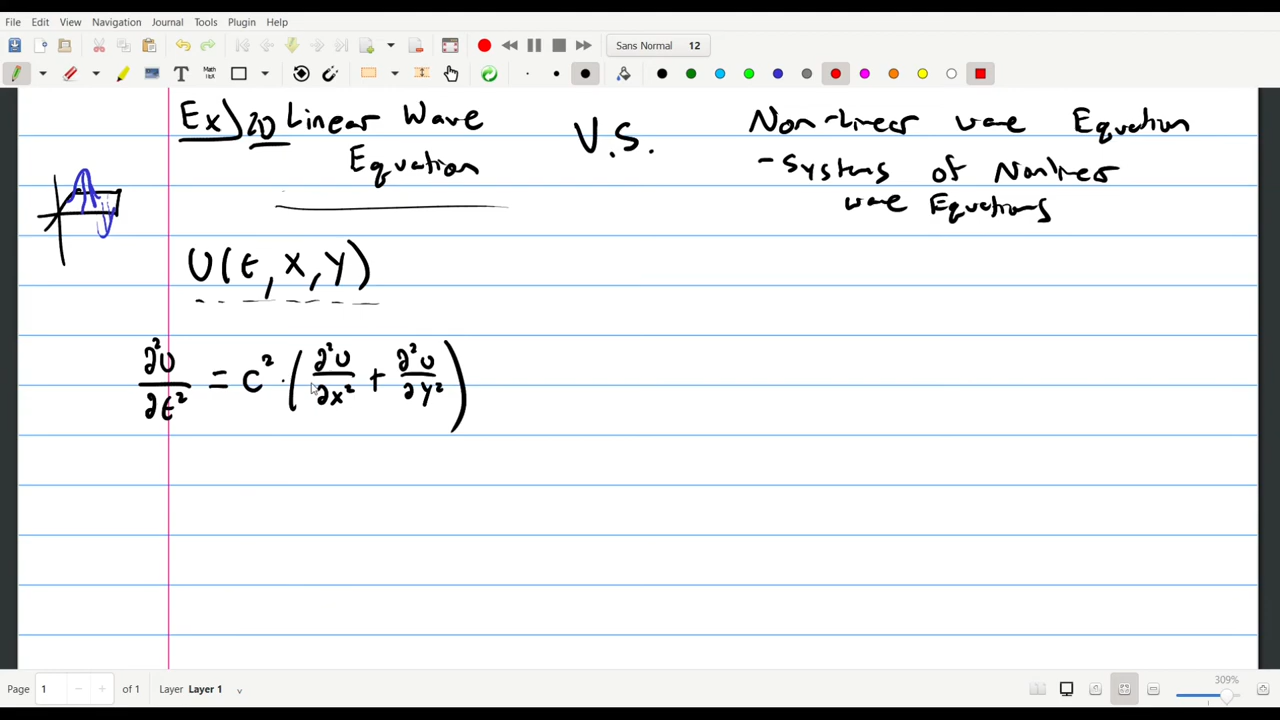 File Edit View Navigation Journal Tools Plugin Help
Sans Normal 12
Ex) 2D Linear Wave Equation
V.S.
Non-Linear wave Equation
- Systems of Nonlinear
wave Equations
U(t, x, y)
∂²U/∂t² = C² · (∂²U/∂x² + ∂²U/∂y²)
Page 1 of 1 Layer Layer 1 309%